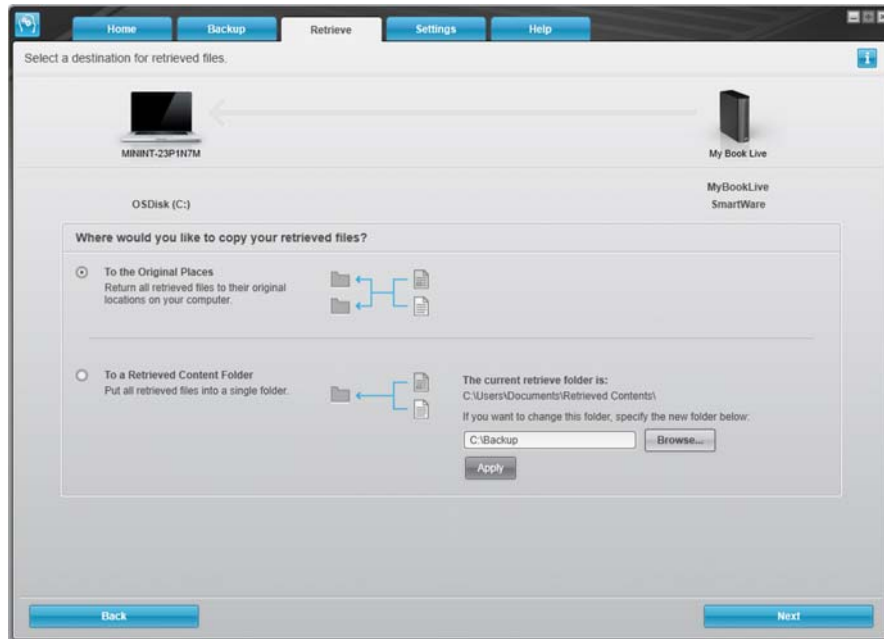 Home Backup Retrieve Settings Help
Select a destination for retrieved files.
MININT-23P1N7M
My Book Live
MyBookLive
OSDisk (C:)
SmartWare
Where would you like to copy your retrieved files?
To the Original Places
Return all retrieved files to their original
locations on your computer.
To a Retrieved Content Folder
Put all retrieved files into a single folder.
The current retrieve folder is:
C:\Users\Documents\Retrieved Contents\
If you want to change this folder, specify the new folder below:
C:\Backup
Browse...
Apply
Back
Next